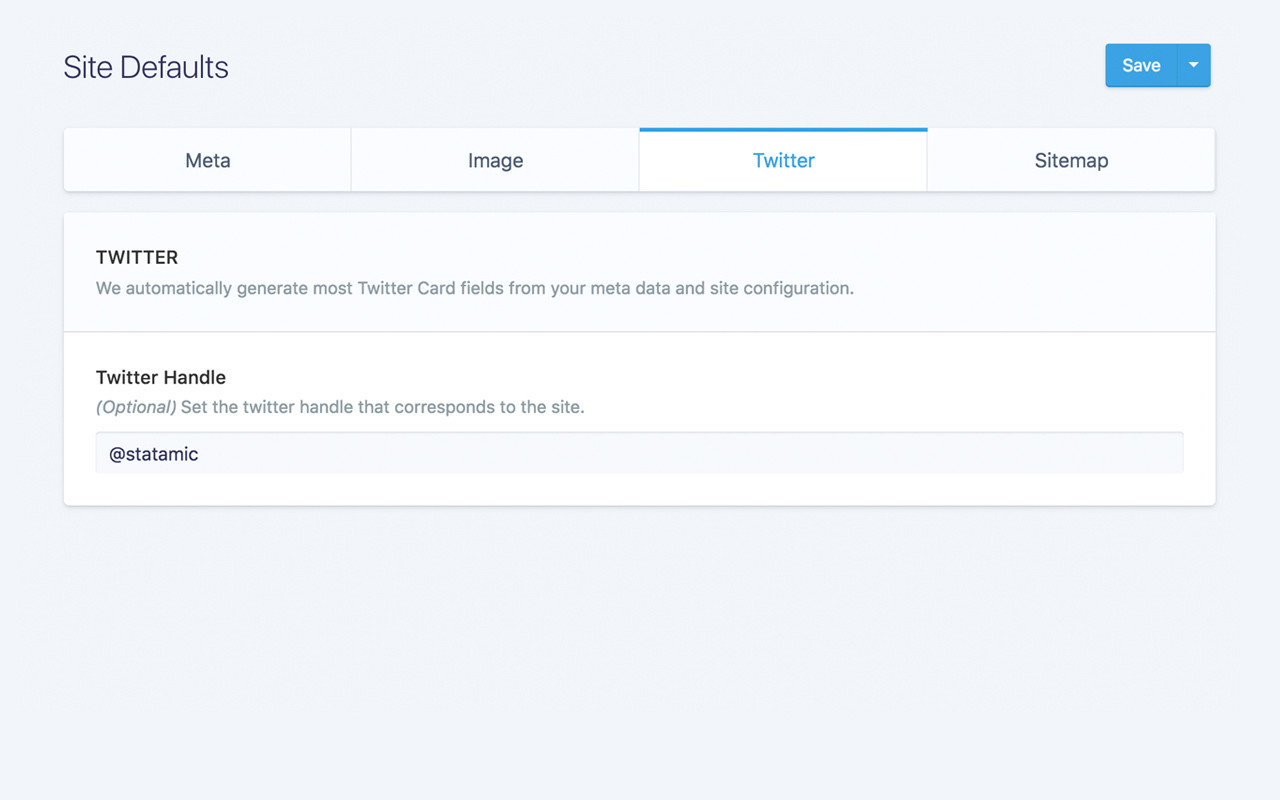 Site Defaults
Save
Meta
Image
Twitter
Sitemap
TWITTER
We automatically generate most Twitter Card fields from your meta data and site configuration.
Twitter Handle
(Optional) Set the twitter handle that corresponds to the site.
@statamic